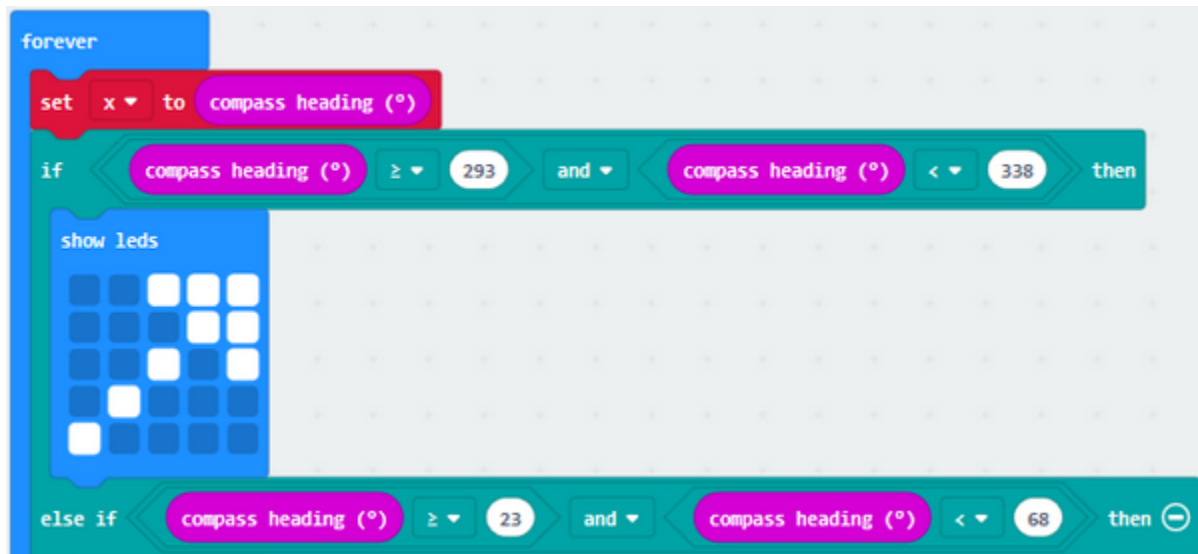 forever
set x to compass heading (°)
if compass heading (°) ≥ 293 and compass heading (°) < 338 then
show leds
else if compass heading (°) ≥ 23 and compass heading (°) < 68 then